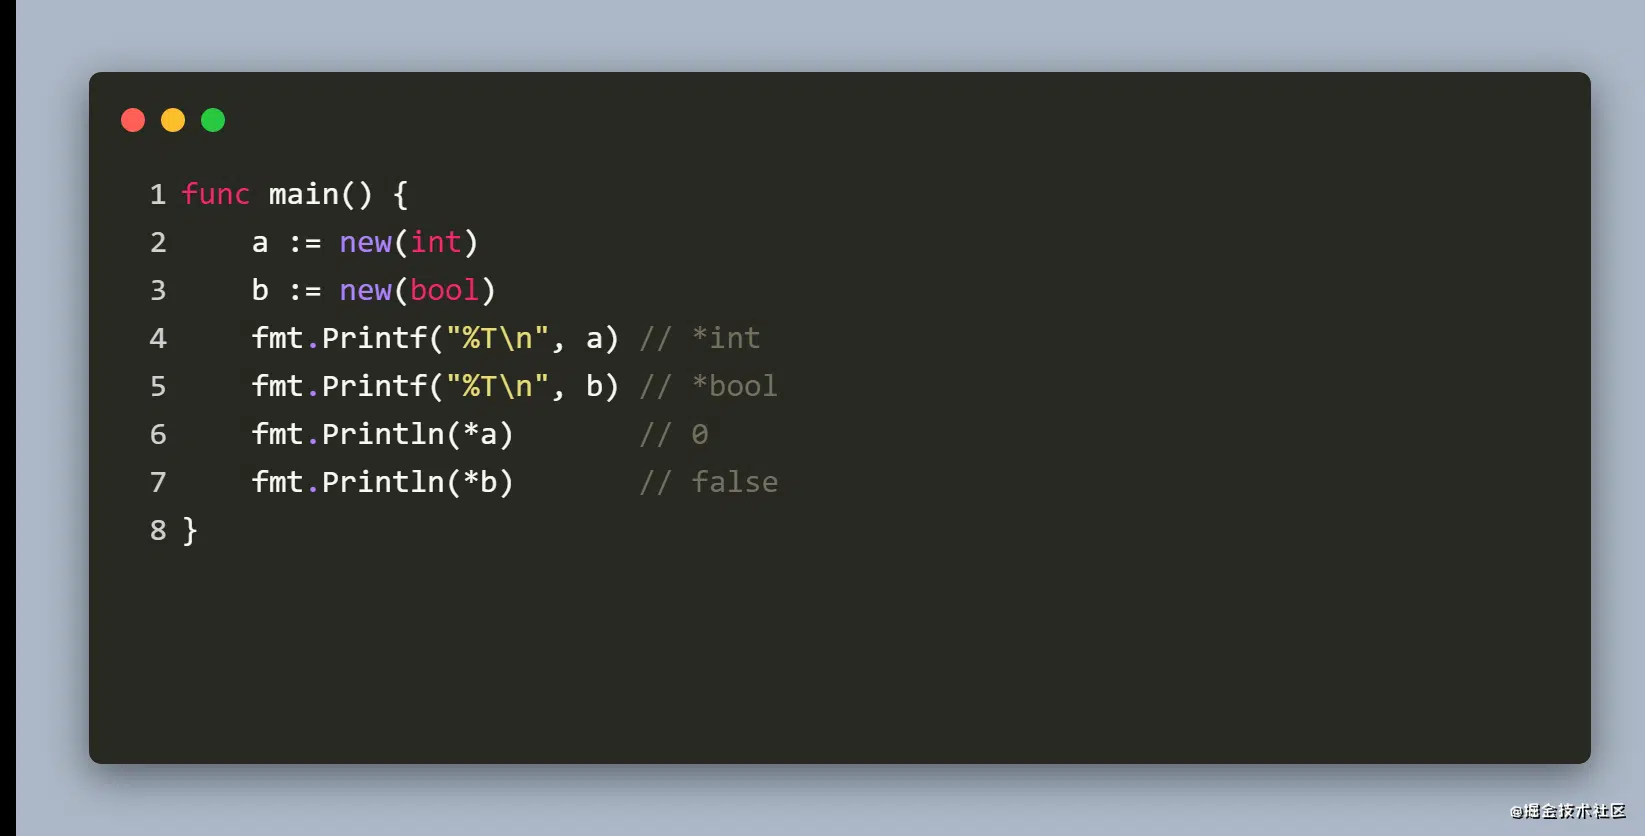 1 func main() {
2     a := new(int)
3     b := new(bool)
4     fmt.Printf("%T\n", a) // *int
5     fmt.Printf("%T\n", b) // *bool
6     fmt.Println(*a)       // 0
7     fmt.Println(*b)       // false
8 }
@掘金技术社区